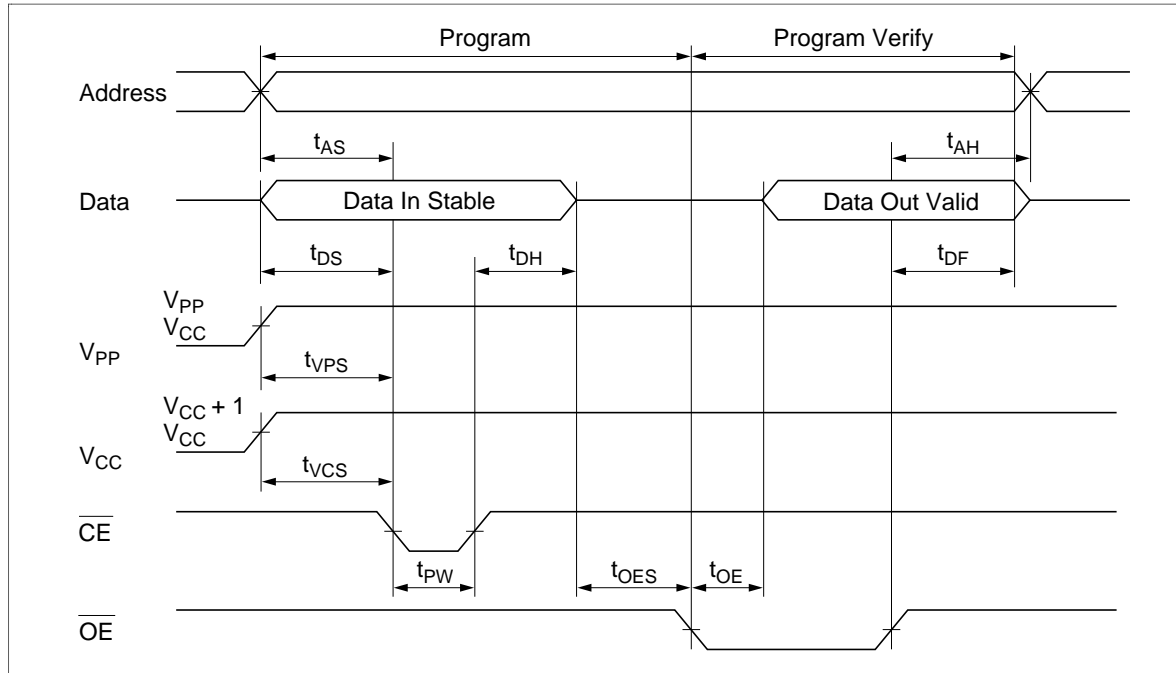 Program Program Verify
Address
tAS tAH
Data Data In Stable Data Out Valid
tDS tDH tDF
VPP
VCC
VPP
tVPS
VCC + 1
VCC
VCC
tVCS
CE
tPW tOES tOE
OE